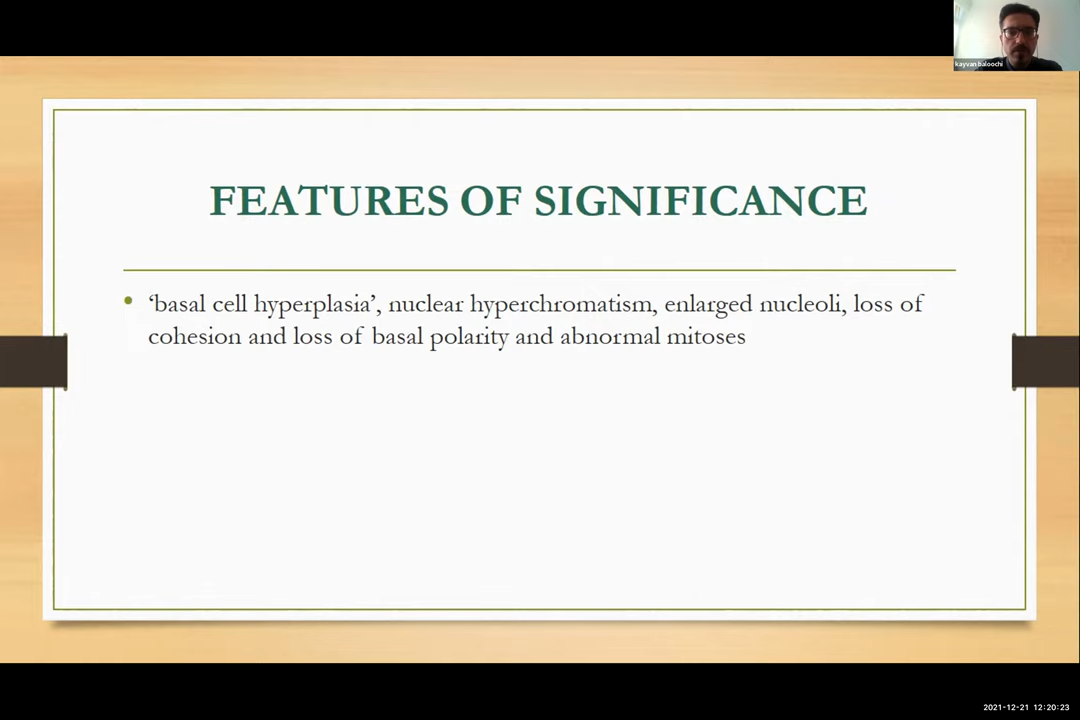 kayvan baloochi
FEATURES OF SIGNIFICANCE
• ‘basal cell hyperplasia’, nuclear hyperchromatism, enlarged nucleoli, loss of
cohesion and loss of basal polarity and abnormal mitoses
2021-12-21 12:20:23